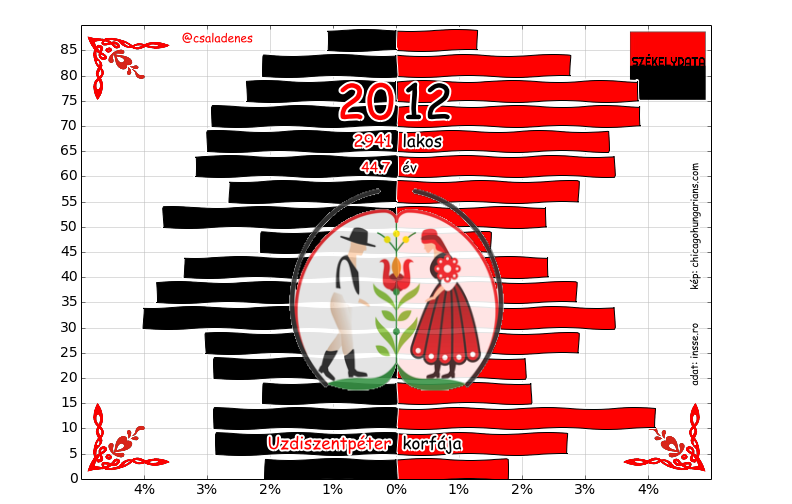 @csaladenes
SZÉKELYDATA
2012
2941 lakos
44.7 év
kép: chicagohungarians.com
adat: insse.ro
Uzdiszentpéter korfája
85
80
75
70
65
60
55
50
45
40
35
30
25
20
15
10
5
0
4% 3% 2% 1% 0% 1% 2% 3% 4%